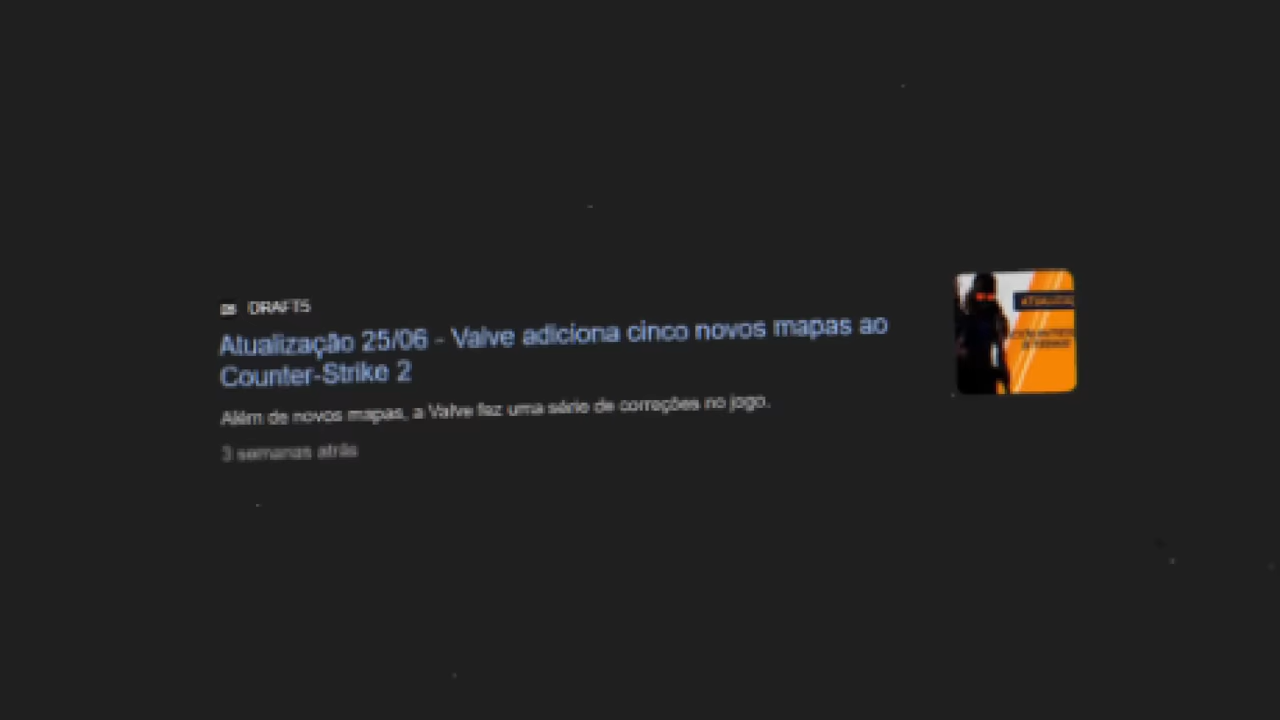 DRAFT5
Atualização 25/06 - Valve adiciona cinco novos mapas ao
Counter-Strike 2
Além de novos mapas, a Valve fez uma série de correções no jogo.
3 semanas atrás